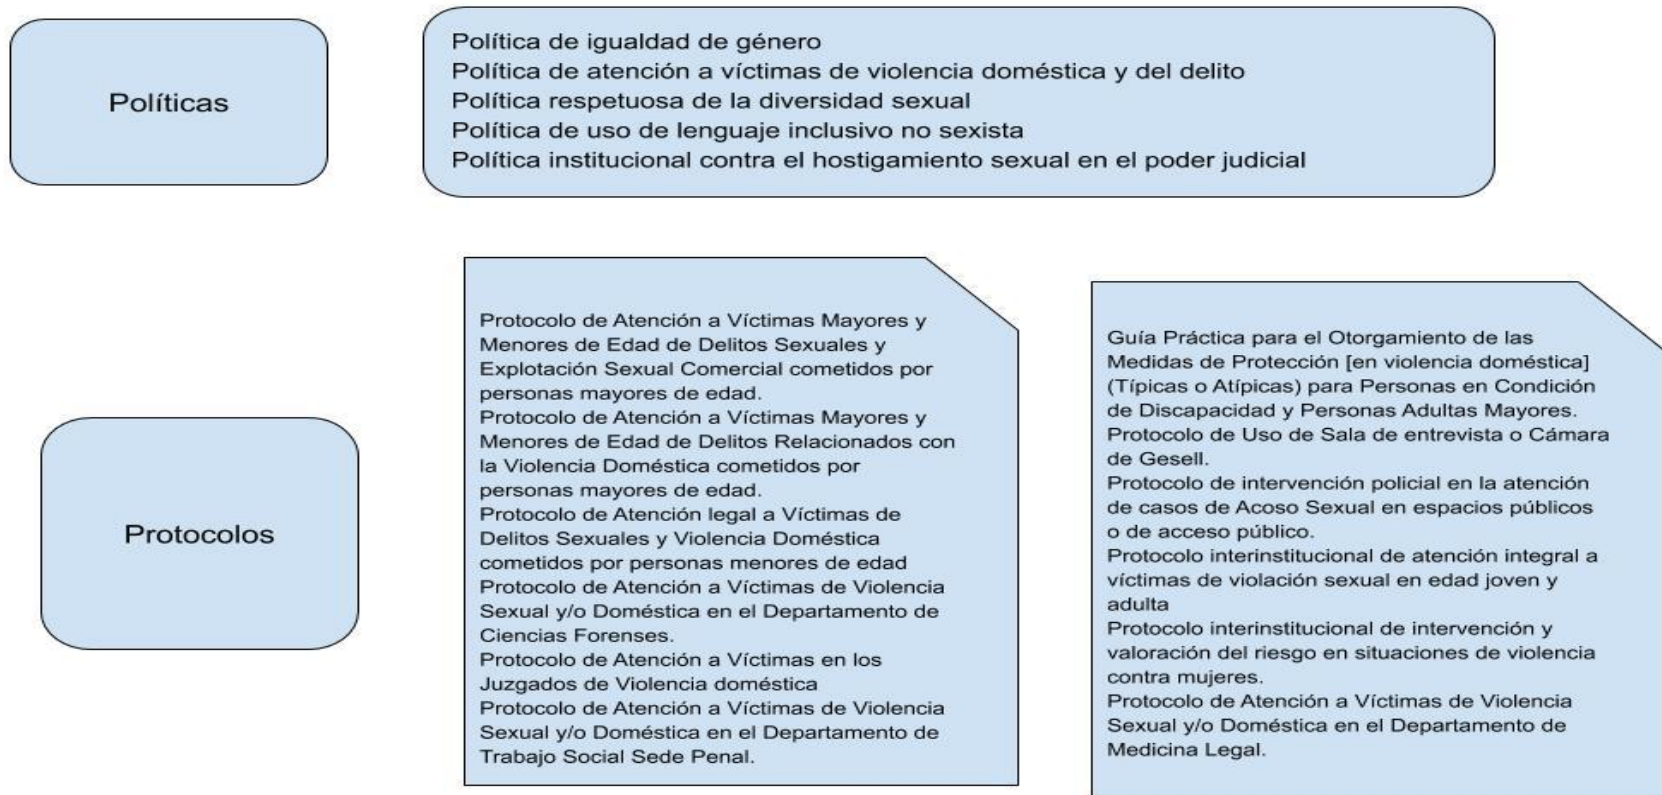 Políticas
Política de igualdad de género
Política de atención a víctimas de violencia doméstica y del delito
Política respetuosa de la diversidad sexual
Política de uso de lenguaje inclusivo no sexista
Política institucional contra el hostigamiento sexual en el poder judicial
Protocolos
Protocolo de Atención a Víctimas Mayores y
Menores de Edad de Delitos Sexuales y
Explotación Sexual Comercial cometidos por
personas mayores de edad.
Protocolo de Atención a Víctimas Mayores y
Menores de Edad de Delitos Relacionados con
la Violencia Doméstica cometidos por
personas mayores de edad.
Protocolo de Atención legal a Víctimas de
Delitos Sexuales y Violencia Doméstica
cometidos por personas menores de edad
Protocolo de Atención a Víctimas de Violencia
Sexual y/o Doméstica en el Departamento de
Ciencias Forenses.
Protocolo de Atención a Víctimas en los
Juzgados de Violencia doméstica
Protocolo de Atención a Víctimas de Violencia
Sexual y/o Doméstica en el Departamento de
Trabajo Social Sede Penal.
Guía Práctica para el Otorgamiento de las
Medidas de Protección [en violencia doméstica]
(Típicas o Atípicas) para Personas en Condición
de Discapacidad y Personas Adultas Mayores.
Protocolo de Uso de Sala de entrevista o Cámara
de Gesell.
Protocolo de intervención policial en la atención
de casos de Acoso Sexual en espacios públicos
o de acceso público.
Protocolo interinstitucional de atención integral a
víctimas de violación sexual en edad joven y
adulta
Protocolo interinstitucional de intervención y
valoración del riesgo en situaciones de violencia
contra mujeres.
Protocolo de Atención a Víctimas de Violencia
Sexual y/o Doméstica en el Departamento de
Medicina Legal.